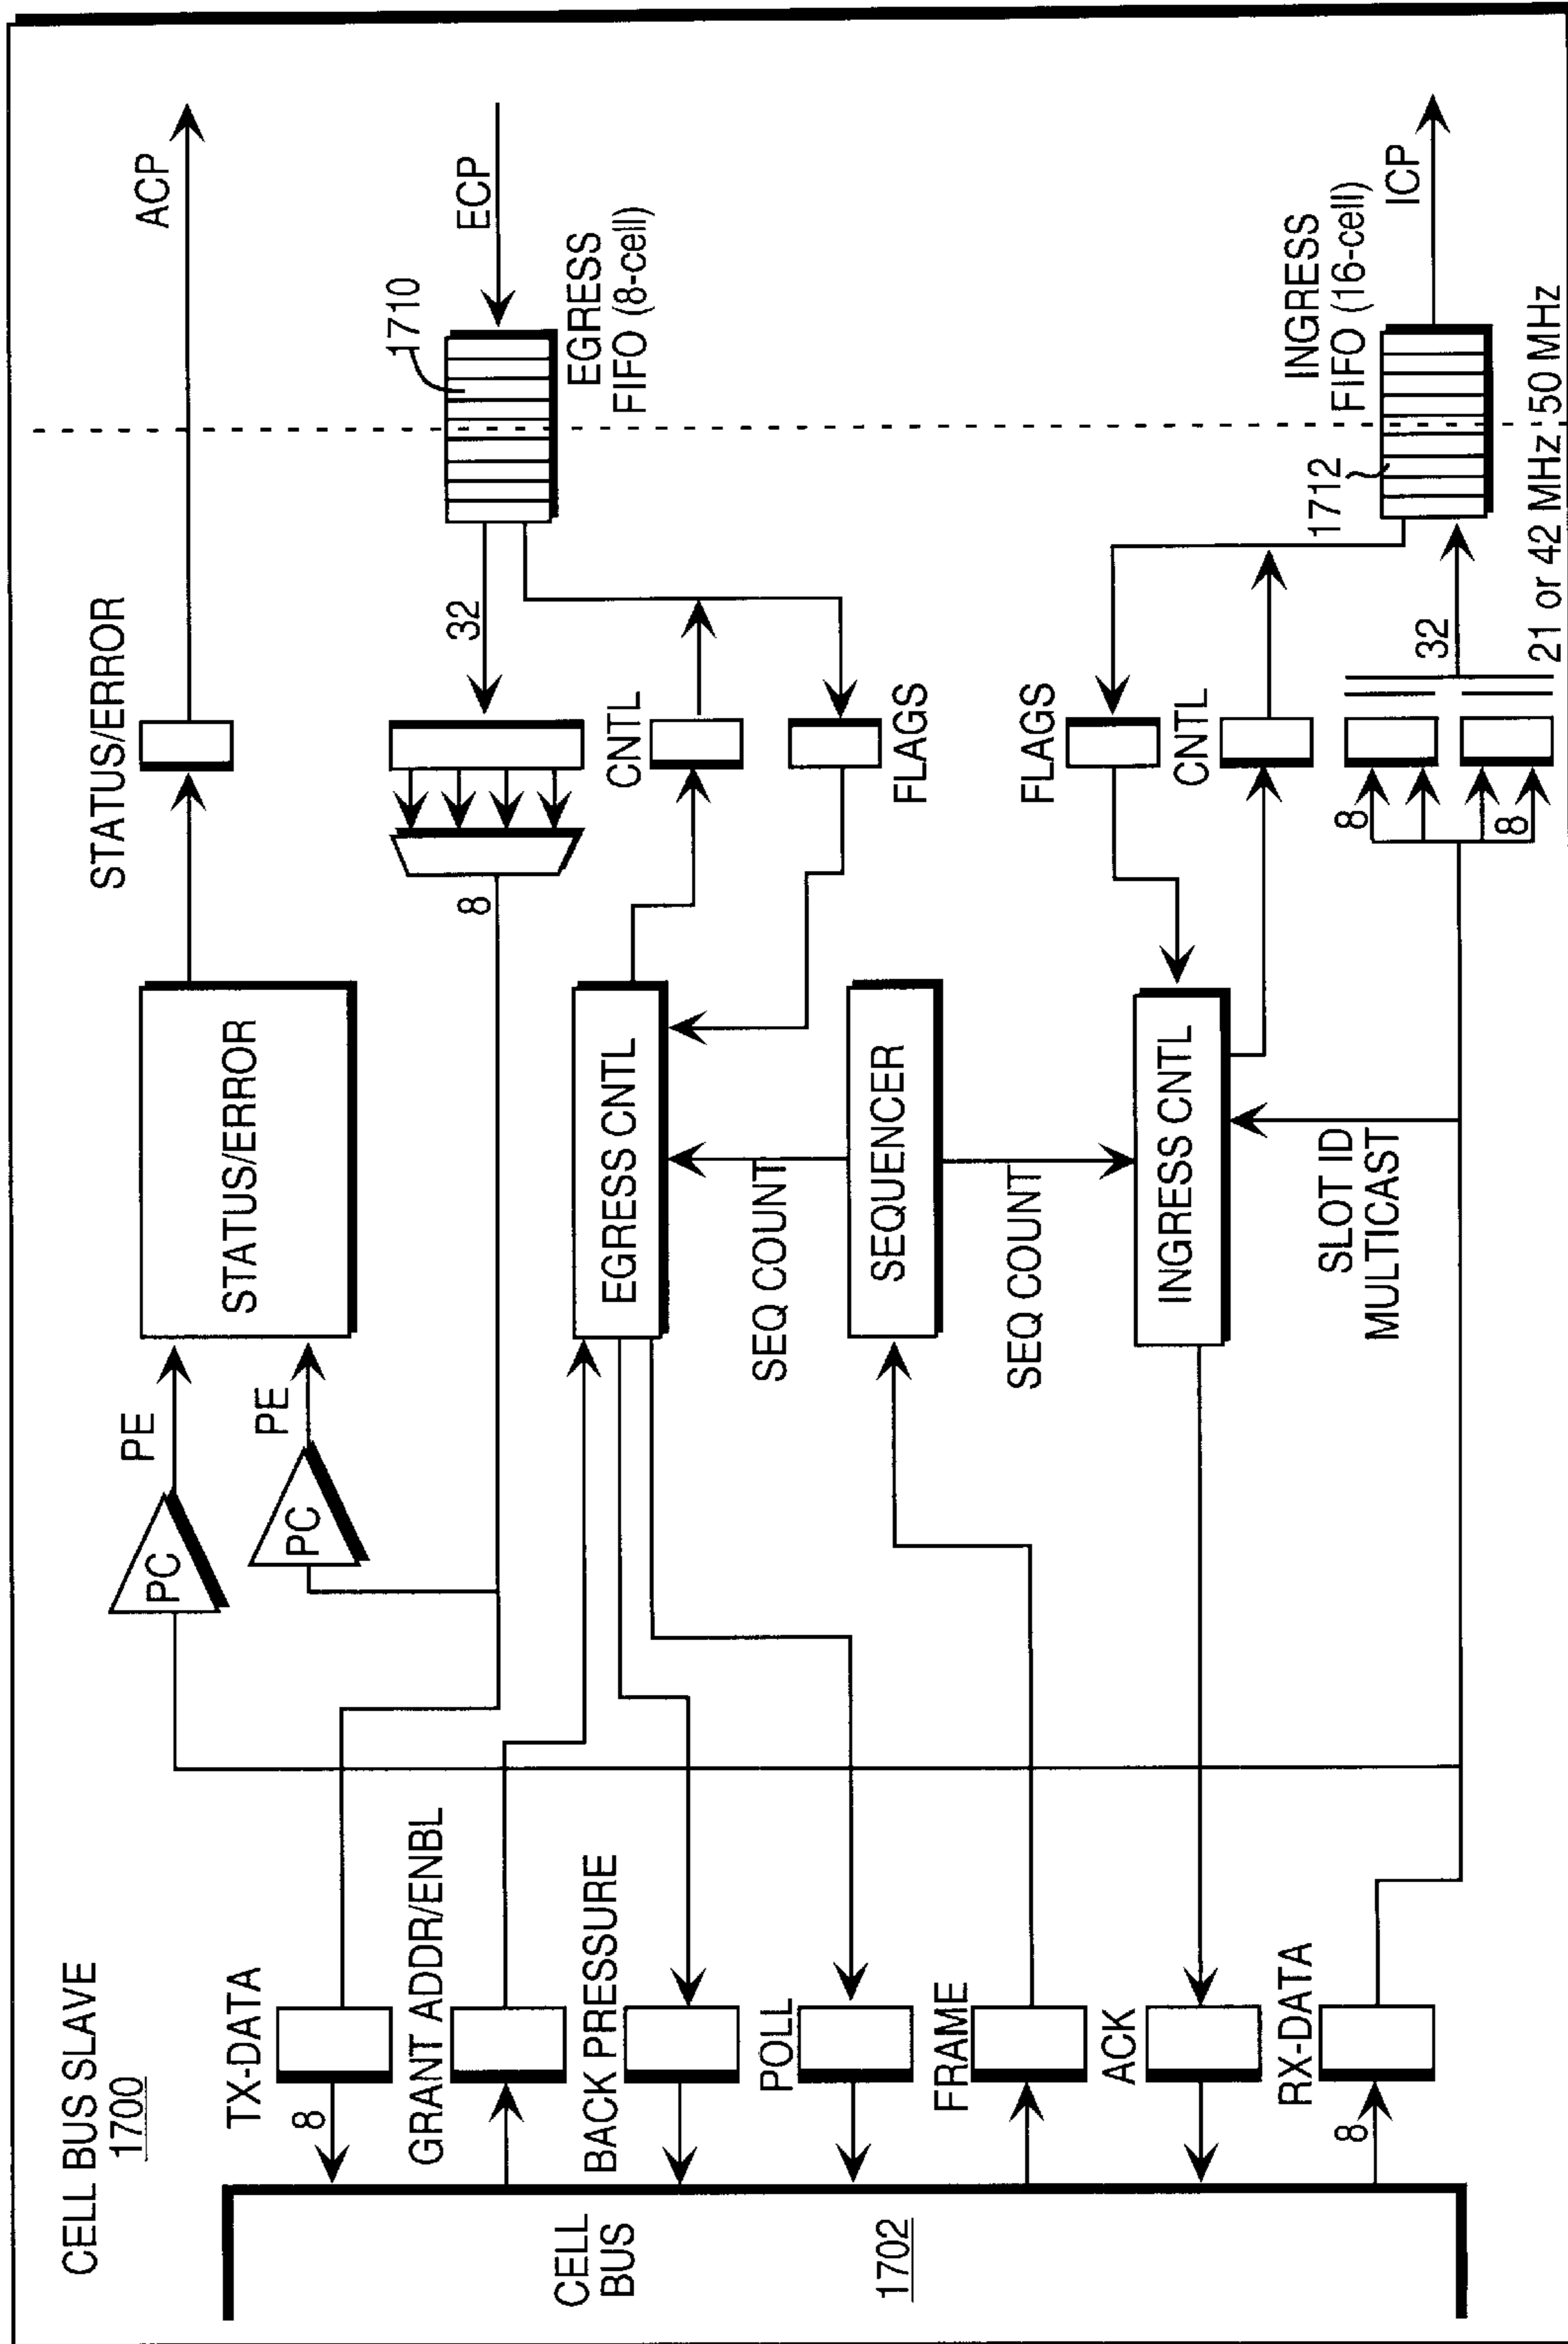 CELL BUS SLAVE
1700
CELL
BUS
1702
TX-DATA
8
GRANT ADDR/ENBL
BACK PRESSURE
POLL
FRAME
ACK
RX-DATA
8
PC
PE
PC
PE
STATUS/ERROR
STATUS/ERROR
ACP
8
32
1710
ECP
EGRESS
FIFO (8-cell)
EGRESS CNTL
CNTL
FLAGS
SEQ COUNT
SEQUENCER
SEQ COUNT
INGRESS CNTL
FLAGS
CNTL
SLOT ID
MULTICAST
8
8
32
1712
INGRESS
FIFO (16-cell)
ICP
21 or 42 MHz
50 MHz